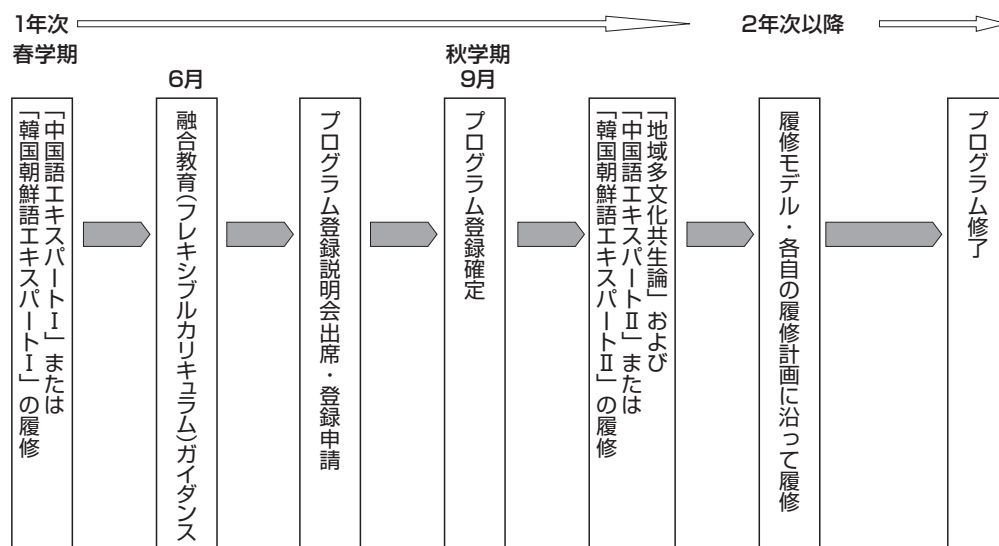 1年次
2年次以降
春学期
秋学期
6月
9月
「中国語エキスパートⅠ」または
「韓国朝鮮語エキスパートⅠ」の履修
融合教育(フレキシブルカリキュラム)ガイダンス
プログラム登録説明会出席・登録申請
プログラム登録確定
「地域多文化共生論」および
「中国語エキスパートⅡ」または
「韓国朝鮮語エキスパートⅡ」の履修
履修モデル・各自の履修計画に沿って履修
プログラム修了